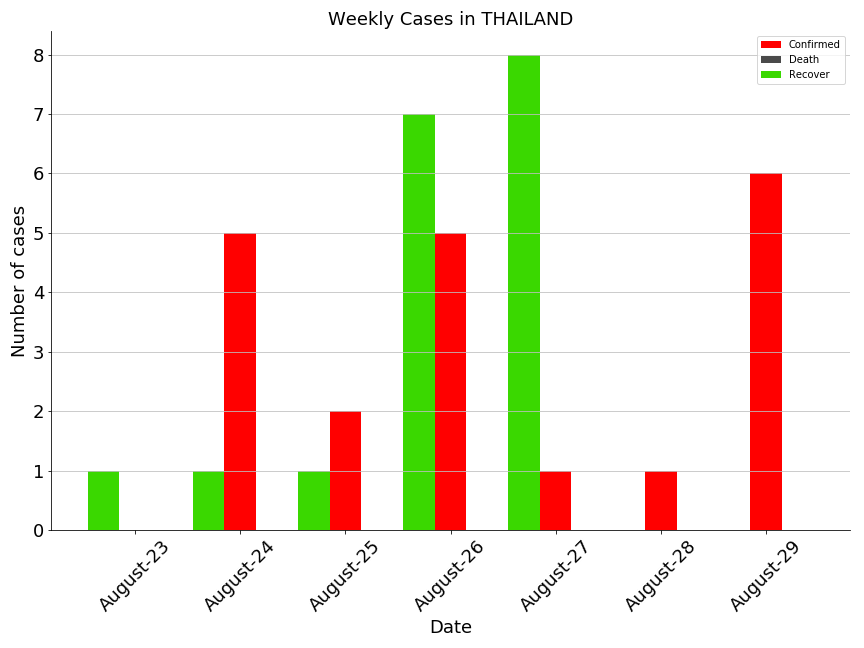 Weekly Cases in THAILAND
Confirmed
Death
Recover
Number of cases
8
7
6
5
4
3
2
1
0
August-23
August-24
August-25
August-26
August-27
August-28
August-29
Date